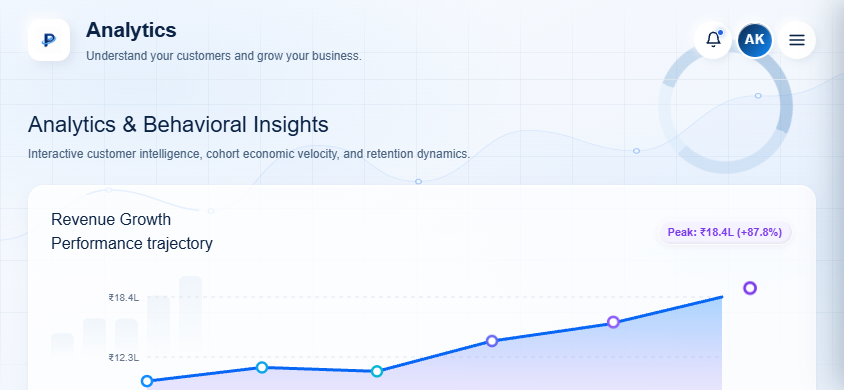 P
Analytics
Understand your customers and grow your business.
AK
Analytics & Behavioral Insights
Interactive customer intelligence, cohort economic velocity, and retention dynamics.
Revenue Growth
Performance trajectory
Peak: ₹18.4L (+87.8%)
₹18.4L
₹12.3L